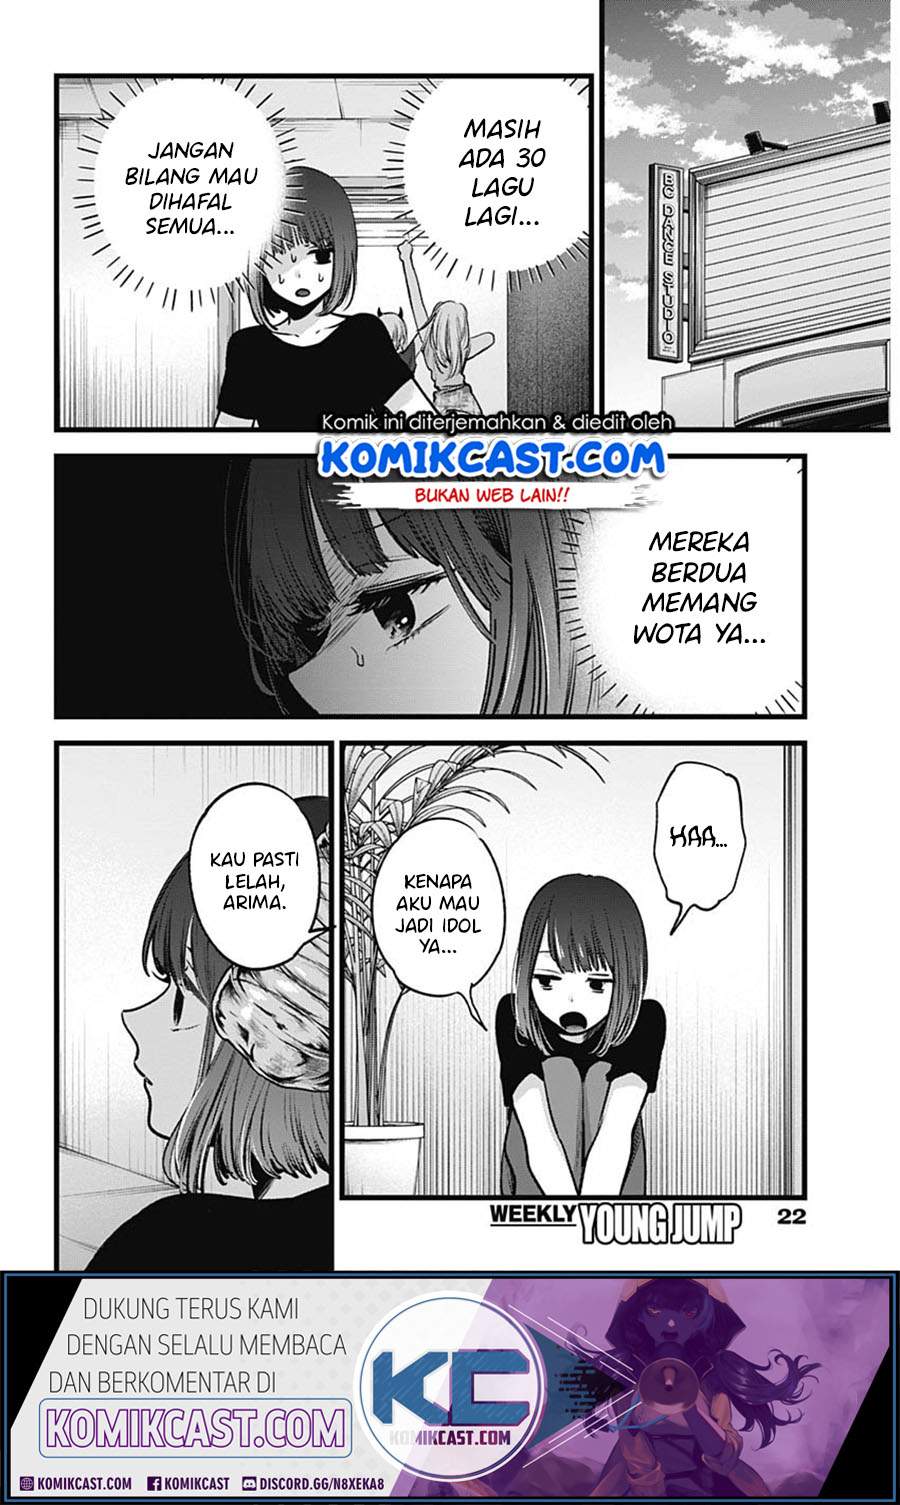 BC DANCE STUDIO
MASIH
ADA 30
LAGU
LAGI...
JANGAN
BILANG MAU
DIHAFAL
SEMUA...
Komik ini diterjemahkan & diedit oleh
KOMIKCAST.COM
BUKAN WEB LAIN!!
MEREKA
BERDUA
MEMANG
WOTA YA...
HAA...
KENAPA
AKU MAU
JADI IDOL
YA...
KAU PASTI
LELAH,
ARIMA.
WEEKLY YOUNG JUMP 22
DUKUNG TERUS KAMI
DENGAN SELALU MEMBACA
DAN BERKOMENTAR DI
KOMIKCAST.COM
KOMIKCAST.COM KOMIKCAST DISCORD.GG/N8XEKA8
KC
KOMIKCAST.COM